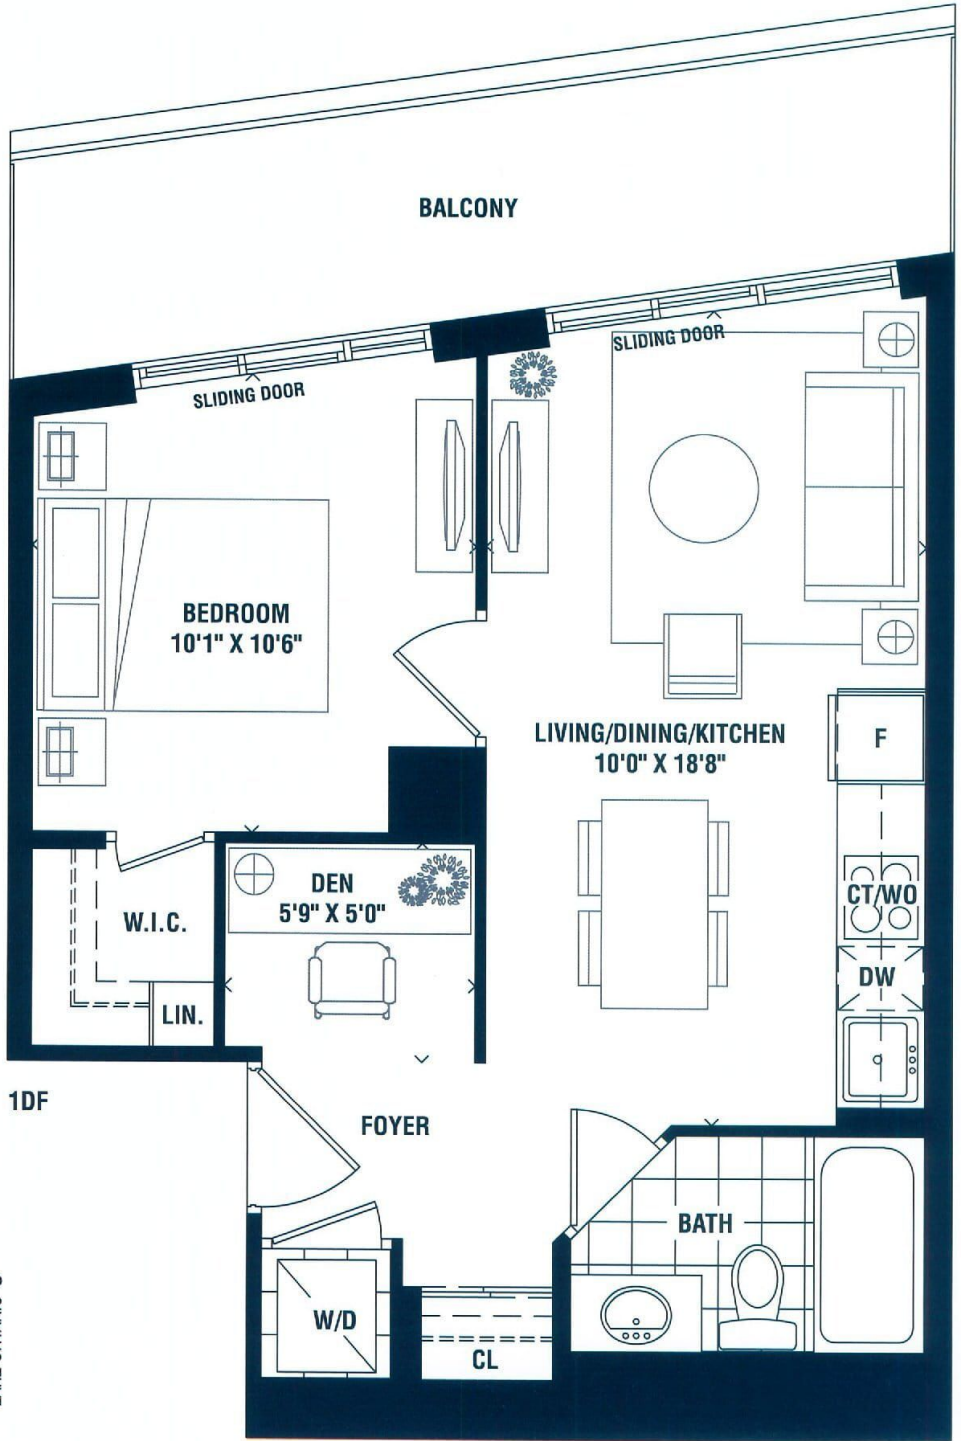 BALCONY
SLIDING DOOR
SLIDING DOOR
BEDROOM
10'1" X 10'6"
LIVING/DINING/KITCHEN
10'0" X 18'8"
F
DEN
5'9" X 5'0"
CT/WO
W.I.C.
DW
LIN.
1DF
FOYER
BATH
W/D
CL